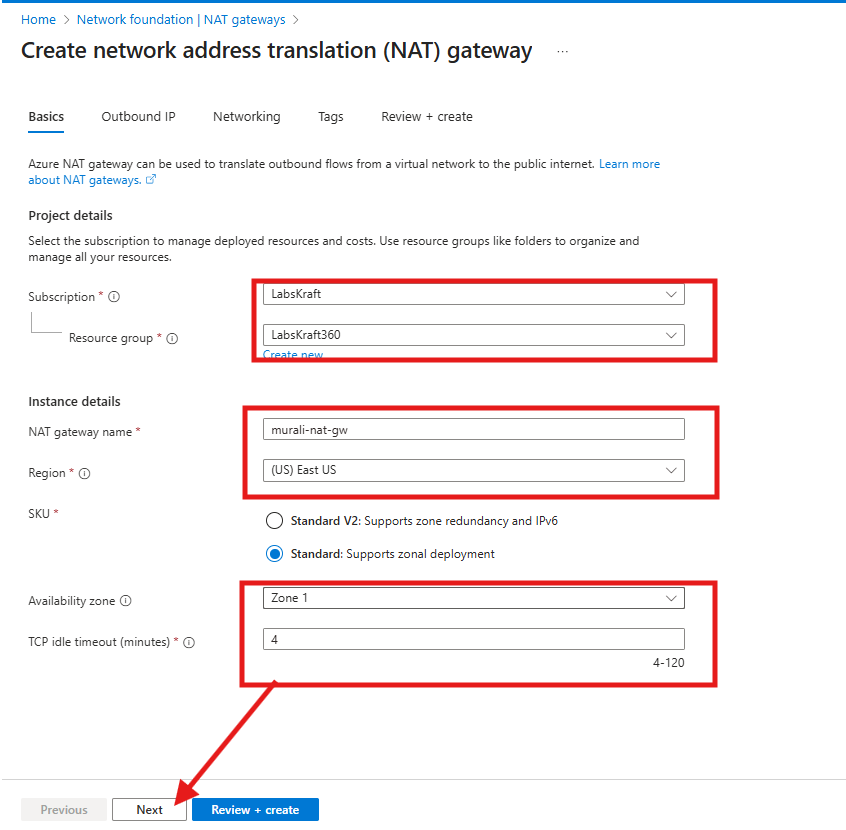 Home > Network foundation | NAT gateways >
Create network address translation (NAT) gateway ...
Basics Outbound IP Networking Tags Review + create
Azure NAT gateway can be used to translate outbound flows from a virtual network to the public internet. Learn more
about NAT gateways.
Project details
Select the subscription to manage deployed resources and costs. Use resource groups like folders to organize and
manage all your resources.
Subscription * LabsKraft
Resource group * LabsKraft360
Create new
Instance details
NAT gateway name * murali-nat-gw
Region * (US) East US
SKU * Standard V2: Supports zone redundancy and IPv6
Standard: Supports zonal deployment
Availability zone Zone 1
TCP idle timeout (minutes) * 4
4-120
Previous Next Review + create